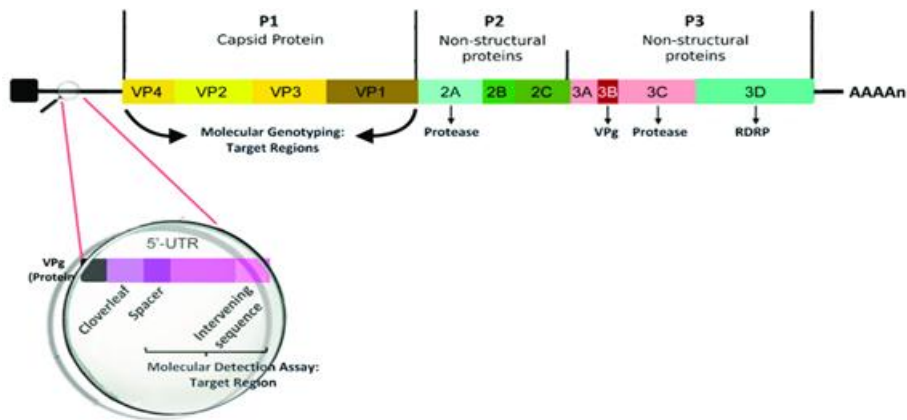 P1
Capsid Protein
P2
Non-structural
proteins
P3
Non-structural
proteins
VP4 VP2 VP3 VP1 2A 2B 2C 3A 3B 3C 3D
AAAAn
Molecular Genotyping:
Target Regions
Protease
VPg
Protease
RDRP
5'-UTR
VPg
(Protein
Cloverleaf
Spacer
Intervening
sequence
Molecular Detection Assay:
Target Region